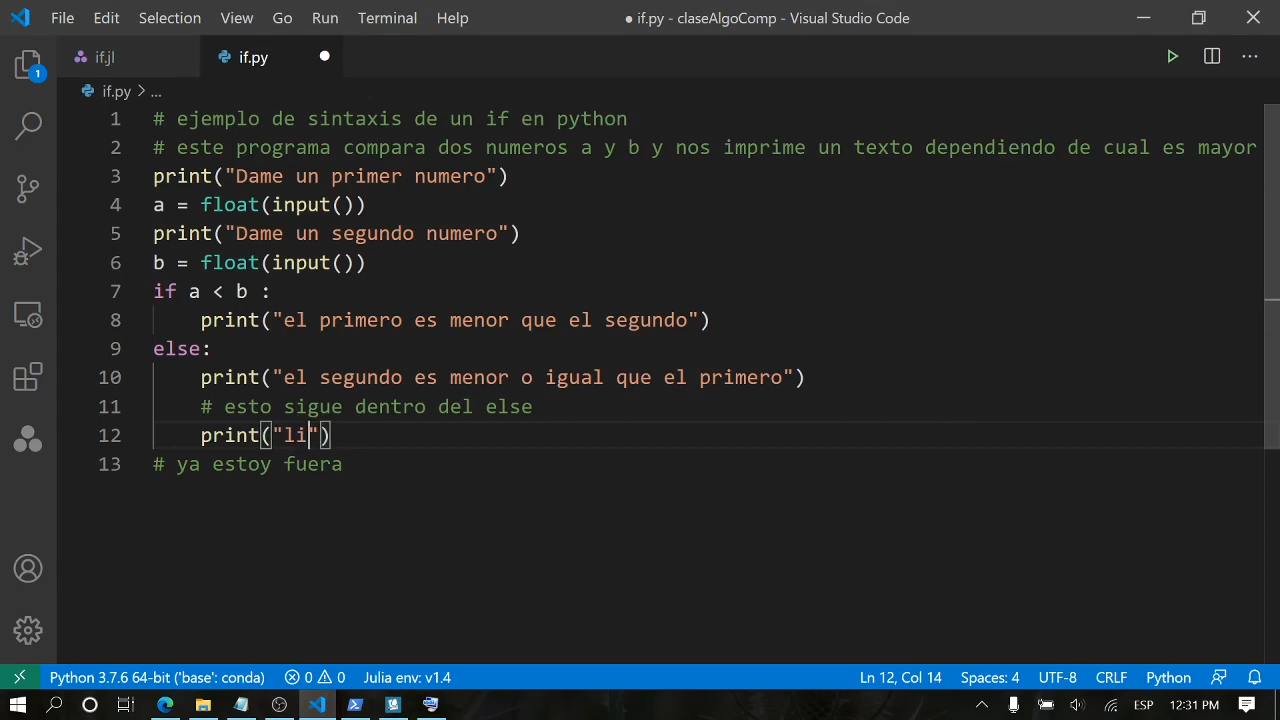 File Edit Selection View Go Run Terminal Help ● if.py - claseAlgoComp - Visual Studio Code
if.jl if.py
if.py > ...
1 # ejemplo de sintaxis de un if en python
2 # este programa compara dos numeros a y b y nos imprime un texto dependiendo de cual es mayor
3 print("Dame un primer numero")
4 a = float(input())
5 print("Dame un segundo numero")
6 b = float(input())
7 if a < b :
8 print("el primero es menor que el segundo")
9 else:
10 print("el segundo es menor o igual que el primero")
11 # esto sigue dentro del else
12 print("li")
13 # ya estoy fuera
1
Python 3.7.6 64-bit ('base': conda) 0 0 Julia env: v1.4 Ln 12, Col 14 Spaces: 4 UTF-8 CRLF Python
ESP 12:31 PM